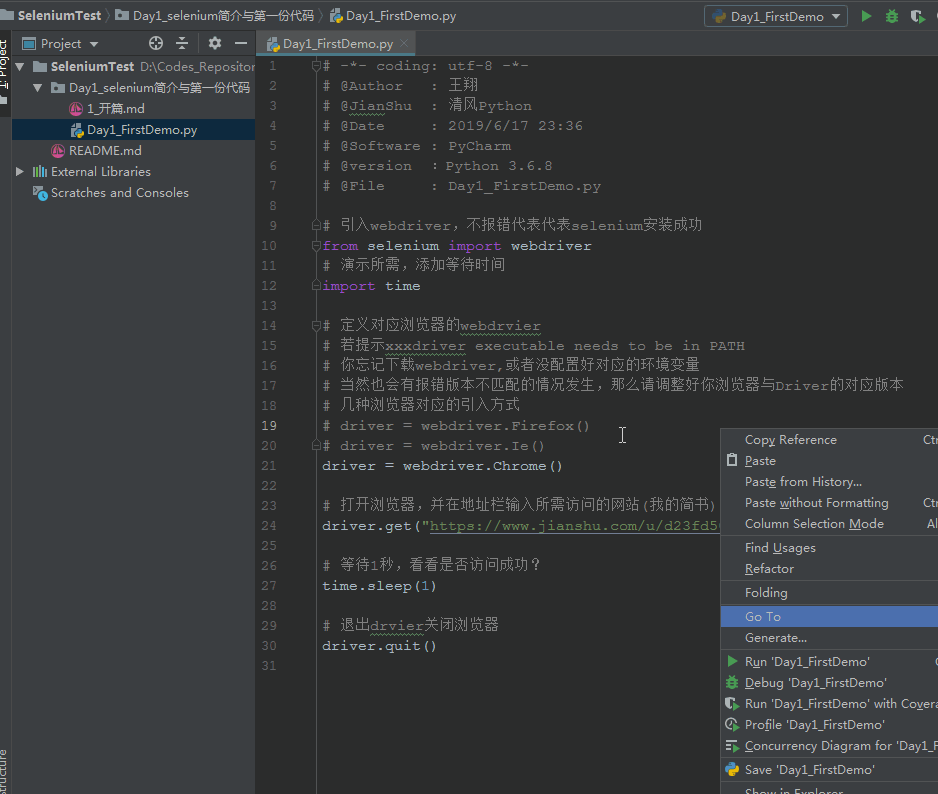 SeleniumTest Day1_selenium简介与第一份代码 Day1_FirstDemo.py
Day1_FirstDemo
1: Project
Project
Day1_FirstDemo.py
SeleniumTest D:\Codes_Repositor
Day1_selenium简介与第一份代码
1_开篇.md
Day1_FirstDemo.py
README.md
External Libraries
Scratches and Consoles
1 # -*- coding: utf-8 -*-
2 # @Author : 王翔
3 # @JianShu : 清风Python
4 # @Date : 2019/6/17 23:36
5 # @Software : PyCharm
6 # @version : Python 3.6.8
7 # @File : Day1_FirstDemo.py
8
9 # 引入webdriver，不报错代表代表selenium安装成功
10 from selenium import webdriver
11 # 演示所需，添加等待时间
12 import time
13
14 # 定义对应浏览器的webdrvier
15 # 若提示xxxdriver executable needs to be in PATH
16 # 你忘记下载webdriver,或者没配置好对应的环境变量
17 # 当然也会有报错版本不匹配的情况发生，那么请调整好你浏览器与Driver的对应版本
18 # 几种浏览器对应的引入方式
19 # driver = webdriver.Firefox()
20 # driver = webdriver.Ie()
21 driver = webdriver.Chrome()
22
23 # 打开浏览器，并在地址栏输入所需访问的网站(我的简书)
24 driver.get("https://www.jianshu.com/u/d23fd5
25
26 # 等待1秒，看看是否访问成功？
27 time.sleep(1)
28
29 # 退出drvier关闭浏览器
30 driver.quit()
31
Copy Reference Ctr
Paste
Paste from History...
Paste without Formatting Ctr
Column Selection Mode Al
Find Usages
Refactor
Folding
Go To
Generate...
Run 'Day1_FirstDemo' C
Debug 'Day1_FirstDemo'
Run 'Day1_FirstDemo' with Covera
Profile 'Day1_FirstDemo'
Concurrency Diagram for 'Day1_F
Save 'Day1_FirstDemo'
Show in Explorer
ructure